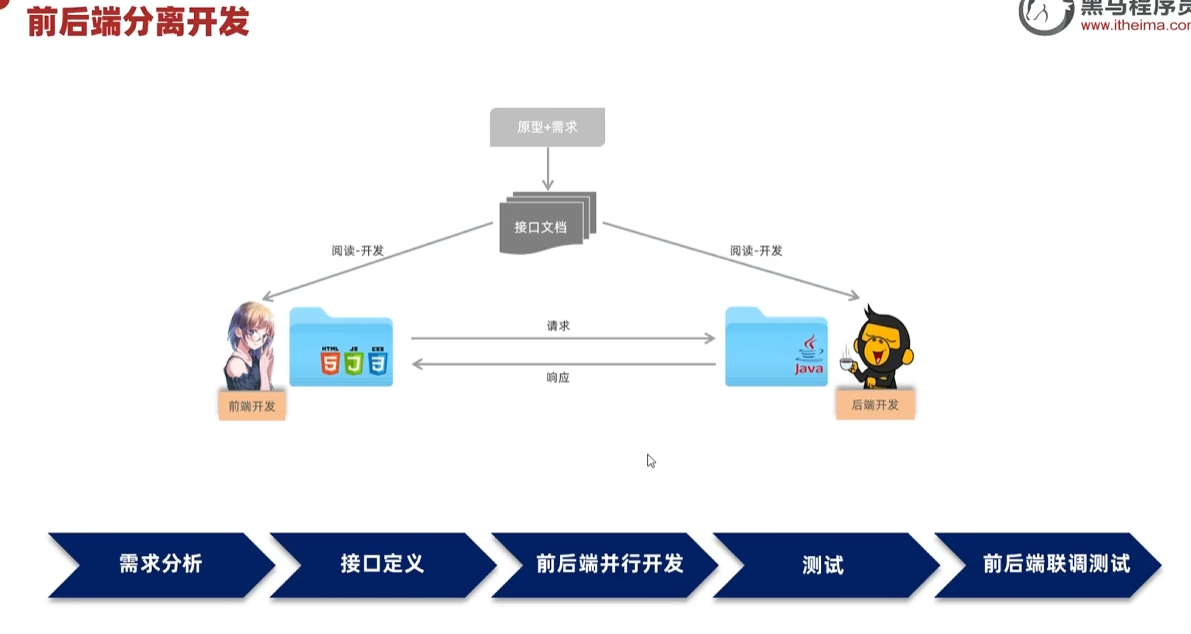 前后端分离开发
黑马程序员
www.itheima.com
原型+需求
接口文档
阅读-开发
阅读-开发
请求
响应
HTML JS CSS
5 J 3
Java
前端开发
后端开发
需求分析
接口定义
前后端并行开发
测试
前后端联调测试